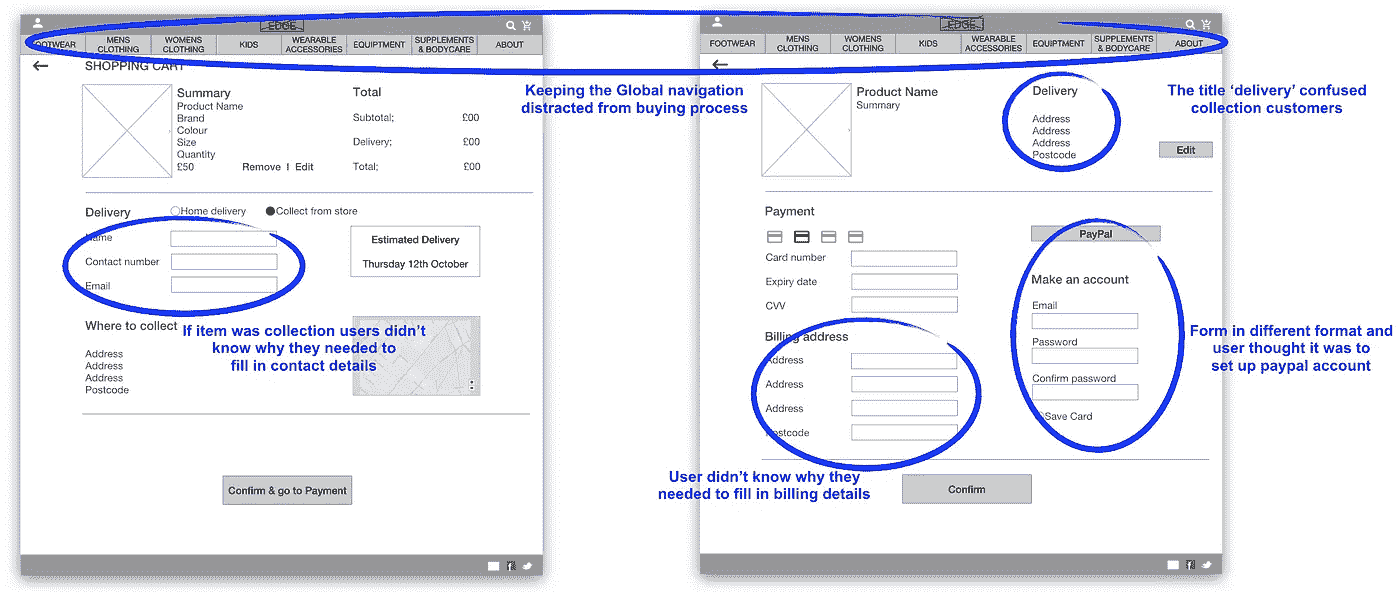 EDGE
FOOTWEAR
MENS CLOTHING
WOMENS CLOTHING
KIDS
WEARABLE ACCESSORIES
EQUIPTMENT
SUPPLEMENTS & BODYCARE
ABOUT
SHOPPING CART
Summary
Product Name
Brand
Colour
Size
Quantity
£50
Remove | Edit
Total
Subtotal; £00
Delivery; £00
Total; £00
Delivery
Home delivery
Collect from store
Name
Contact number
Email
Estimated Delivery
Thursday 12th October
If item was collection users didn't
know why they needed to
fill in contact details
Where to collect
Address
Address
Address
Postcode
Confirm & go to Payment
Keeping the Global navigation
distracted from buying process
EDGE
FOOTWEAR
MENS CLOTHING
WOMENS CLOTHING
KIDS
WEARABLE ACCESSORIES
EQUIPTMENT
SUPPLEMENTS & BODYCARE
ABOUT
Product Name
Summary
Delivery
Address
Address
Address
Postcode
Edit
The title 'delivery' confused
collection customers
Payment
Card number
Expiry date
CVV
Billing address
Address
Address
Address
Postcode
User didn't know why they
needed to fill in billing details
PayPal
Make an account
Email
Password
Confirm password
Save Card
Form in different format and
user thought it was to
set up paypal account
Confirm